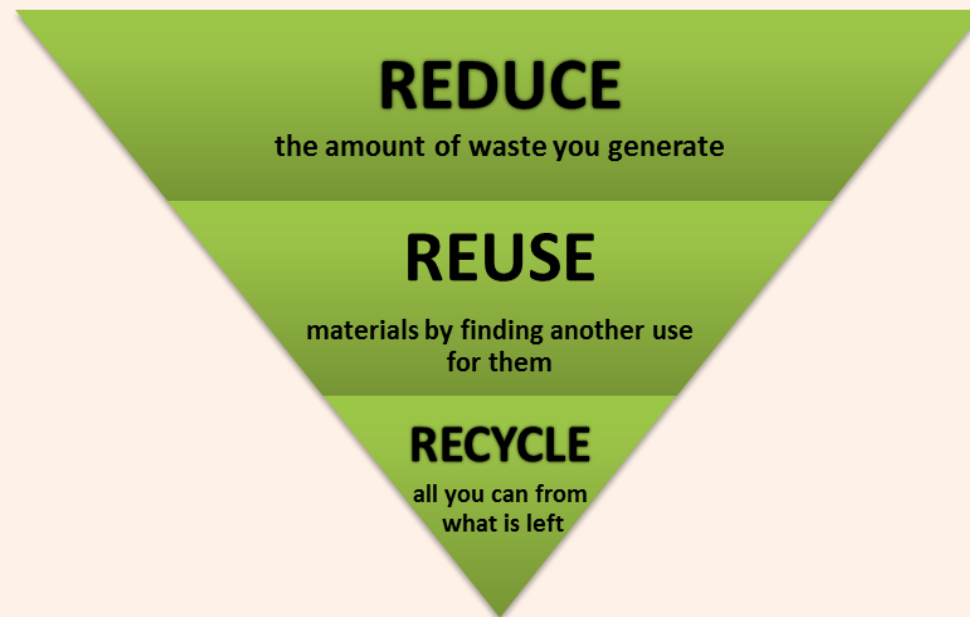 REDUCE
the amount of waste you generate
REUSE
materials by finding another use
for them
RECYCLE
all you can from
what is left